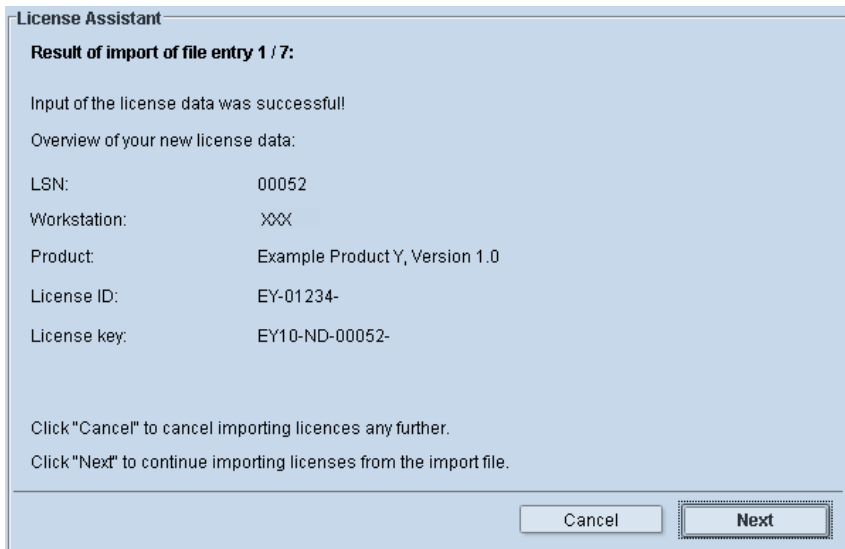 License Assistant
Result of import of file entry 1 / 7:
Input of the license data was successful!
Overview of your new license data:
LSN: 00052
Workstation: XXX
Product: Example Product Y, Version 1.0
License ID: EY-01234-
License key: EY10-ND-00052-
Click "Cancel" to cancel importing licences any further.
Click "Next" to continue importing licenses from the import file.
Cancel Next